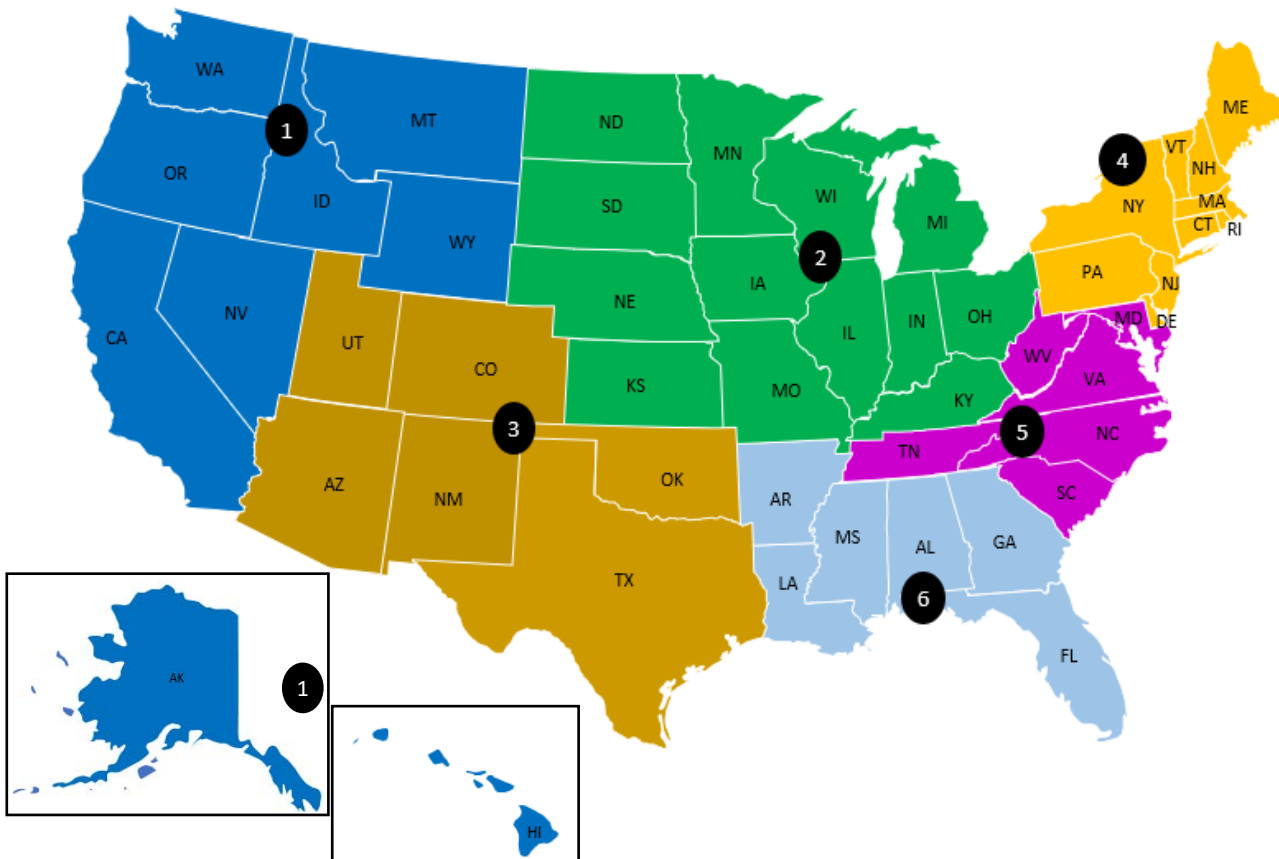 WA
MT
ND
MN
ME
1
4
VT
OR
ID
SD
WI
NH
NY
MA
MI
CT
RI
WY
2
IA
PA
NJ
NE
NV
CA
UT
IL
IN
OH
MD
DE
CO
WV
KS
MO
VA
KY
3
5
NC
TN
AZ
NM
OK
AR
SC
MS
AL
GA
TX
LA
6
FL
AK
1
HI